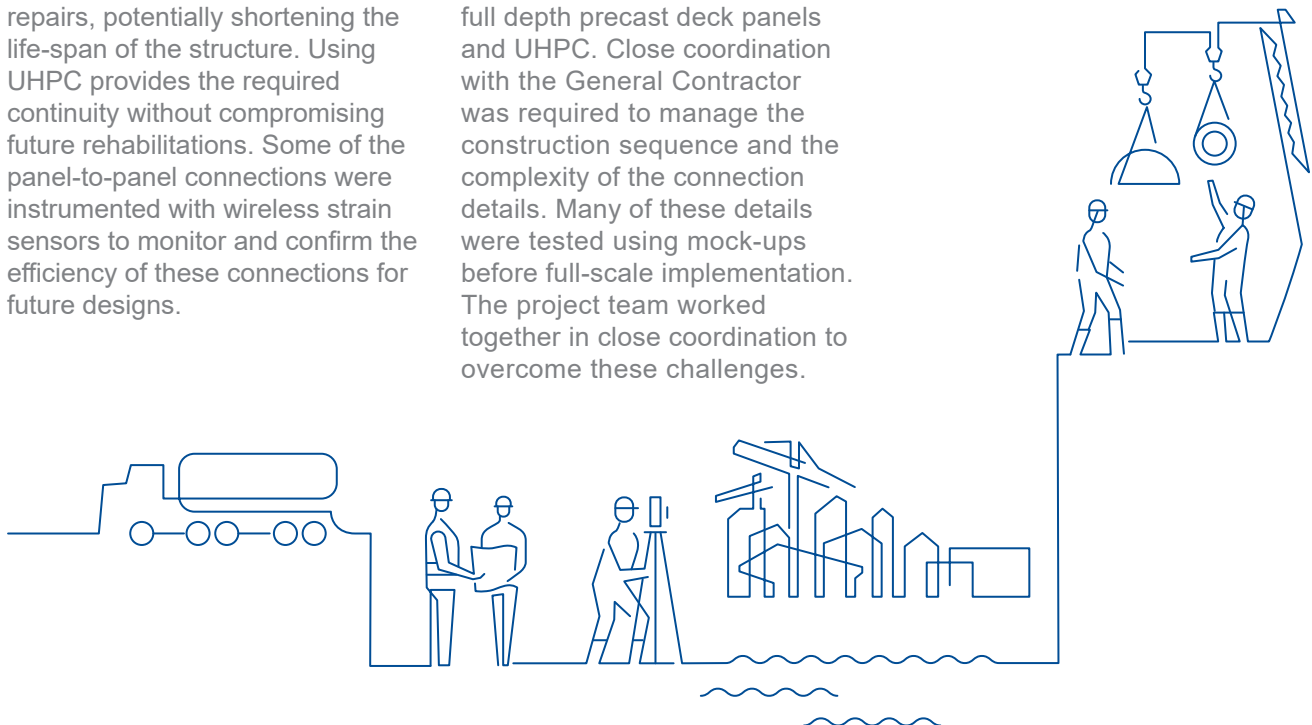 repairs, potentially shortening the
life-span of the structure. Using
UHPC provides the required
continuity without compromising
future rehabilitations. Some of the
panel-to-panel connections were
instrumented with wireless strain
sensors to monitor and confirm the
efficiency of these connections for
future designs.
full depth precast deck panels
and UHPC. Close coordination
with the General Contractor
was required to manage the
construction sequence and the
complexity of the connection
details. Many of these details
were tested using mock-ups
before full-scale implementation.
The project team worked
together in close coordination to
overcome these challenges.